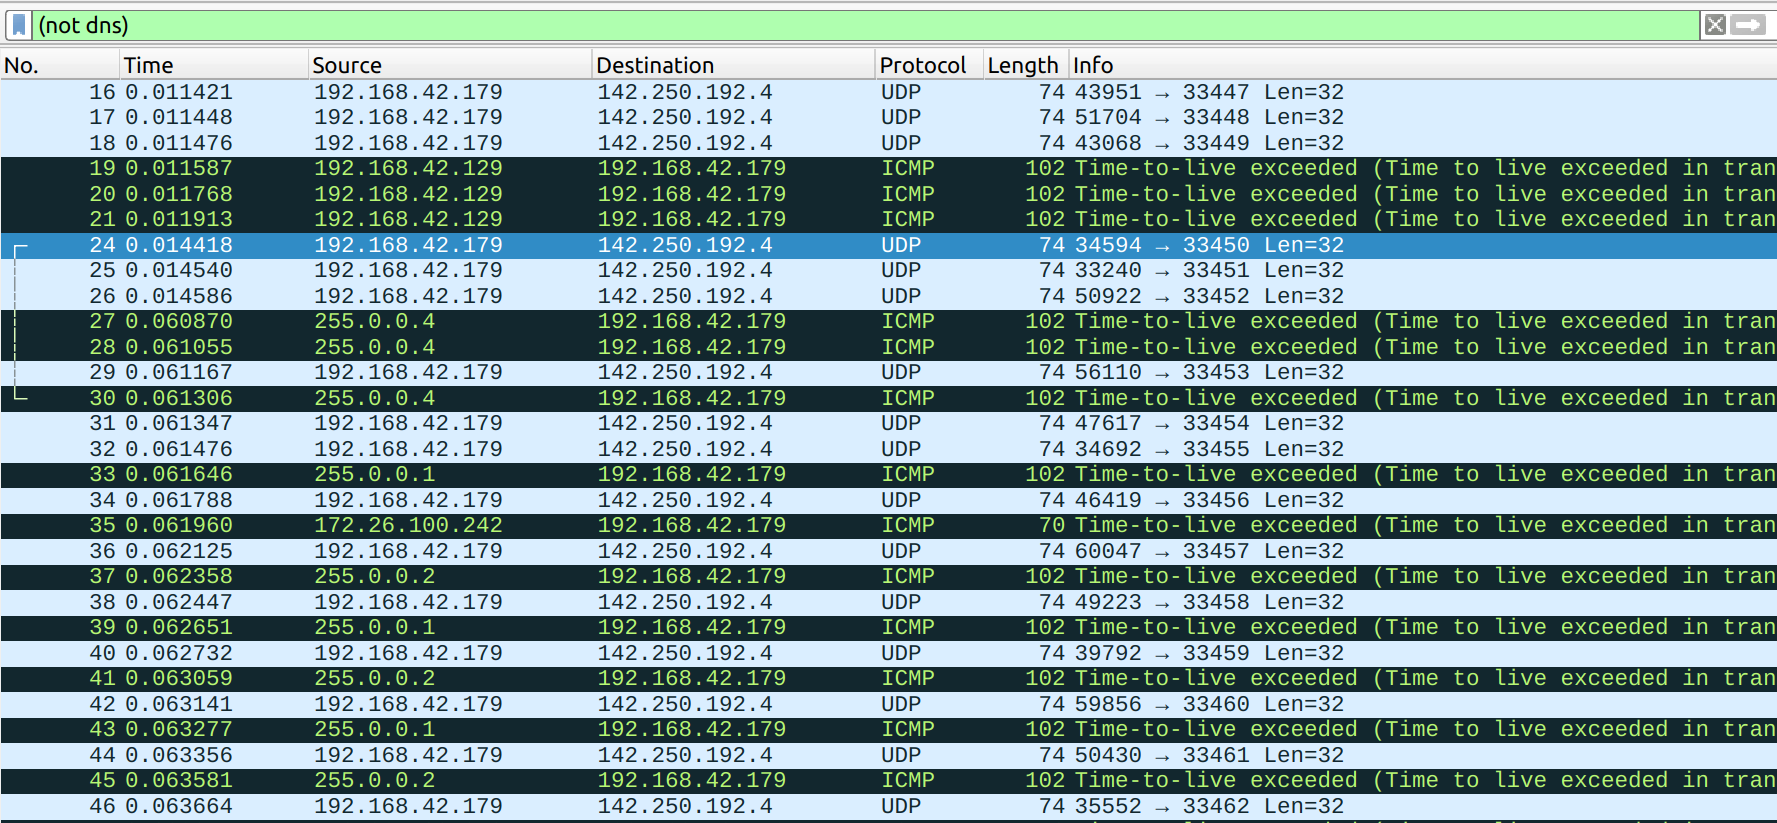 (not dns)
No. Time Source Destination Protocol Length Info
16 0.011421 192.168.42.179 142.250.192.4 UDP 74 43951 → 33447 Len=32
17 0.011448 192.168.42.179 142.250.192.4 UDP 74 51704 → 33448 Len=32
18 0.011476 192.168.42.179 142.250.192.4 UDP 74 43068 → 33449 Len=32
19 0.011587 192.168.42.129 192.168.42.179 ICMP 102 Time-to-live exceeded (Time to live exceeded in tran
20 0.011768 192.168.42.129 192.168.42.179 ICMP 102 Time-to-live exceeded (Time to live exceeded in tran
21 0.011913 192.168.42.129 192.168.42.179 ICMP 102 Time-to-live exceeded (Time to live exceeded in tran
24 0.014418 192.168.42.179 142.250.192.4 UDP 74 34594 → 33450 Len=32
25 0.014540 192.168.42.179 142.250.192.4 UDP 74 33240 → 33451 Len=32
26 0.014586 192.168.42.179 142.250.192.4 UDP 74 50922 → 33452 Len=32
27 0.060870 255.0.0.4 192.168.42.179 ICMP 102 Time-to-live exceeded (Time to live exceeded in tran
28 0.061055 255.0.0.4 192.168.42.179 ICMP 102 Time-to-live exceeded (Time to live exceeded in tran
29 0.061167 192.168.42.179 142.250.192.4 UDP 74 56110 → 33453 Len=32
30 0.061306 255.0.0.4 192.168.42.179 ICMP 102 Time-to-live exceeded (Time to live exceeded in tran
31 0.061347 192.168.42.179 142.250.192.4 UDP 74 47617 → 33454 Len=32
32 0.061476 192.168.42.179 142.250.192.4 UDP 74 34692 → 33455 Len=32
33 0.061646 255.0.0.1 192.168.42.179 ICMP 102 Time-to-live exceeded (Time to live exceeded in tran
34 0.061788 192.168.42.179 142.250.192.4 UDP 74 46419 → 33456 Len=32
35 0.061960 172.26.100.242 192.168.42.179 ICMP 70 Time-to-live exceeded (Time to live exceeded in tran
36 0.062125 192.168.42.179 142.250.192.4 UDP 74 60047 → 33457 Len=32
37 0.062358 255.0.0.2 192.168.42.179 ICMP 102 Time-to-live exceeded (Time to live exceeded in tran
38 0.062447 192.168.42.179 142.250.192.4 UDP 74 49223 → 33458 Len=32
39 0.062651 255.0.0.1 192.168.42.179 ICMP 102 Time-to-live exceeded (Time to live exceeded in tran
40 0.062732 192.168.42.179 142.250.192.4 UDP 74 39792 → 33459 Len=32
41 0.063059 255.0.0.2 192.168.42.179 ICMP 102 Time-to-live exceeded (Time to live exceeded in tran
42 0.063141 192.168.42.179 142.250.192.4 UDP 74 59856 → 33460 Len=32
43 0.063277 255.0.0.1 192.168.42.179 ICMP 102 Time-to-live exceeded (Time to live exceeded in tran
44 0.063356 192.168.42.179 142.250.192.4 UDP 74 50430 → 33461 Len=32
45 0.063581 255.0.0.2 192.168.42.179 ICMP 102 Time-to-live exceeded (Time to live exceeded in tran
46 0.063664 192.168.42.179 142.250.192.4 UDP 74 35552 → 33462 Len=32